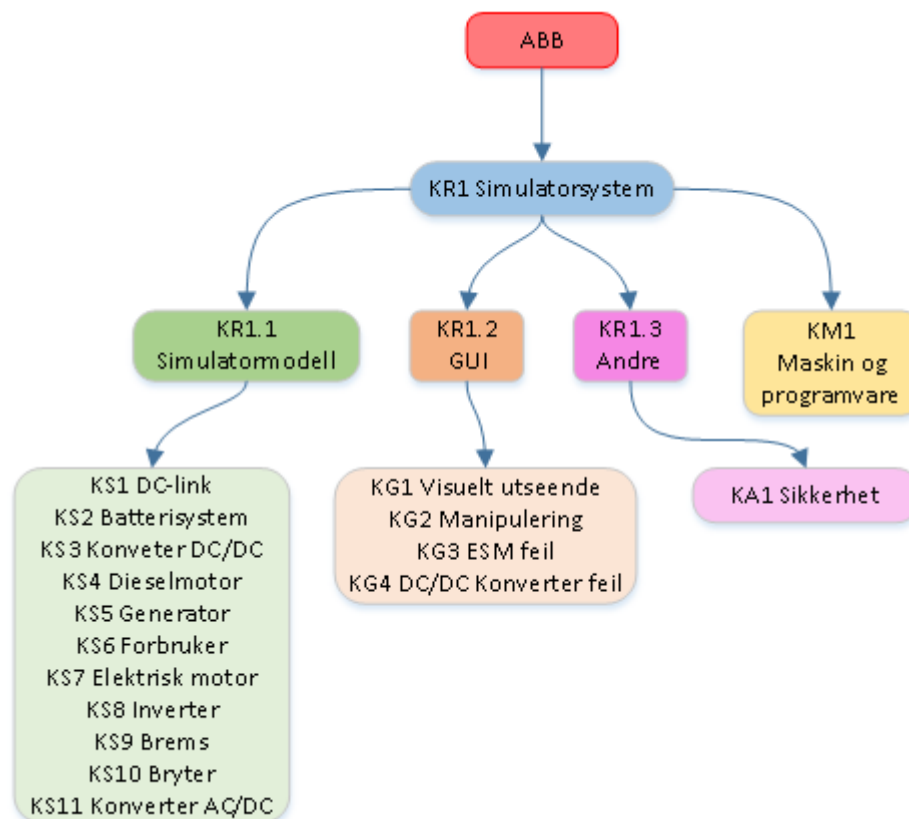 ABB
KR1 Simulatorsystem
KR1.1
Simulatormodell
KR1.2
GUI
KR1.3
Andre
KM1
Maskin og
programvare
KS1 DC-link
KS2 Batterisystem
KS3 Konveter DC/DC
KS4 Dieselmotor
KS5 Generator
KS6 Forbruker
KS7 Elektrisk motor
KS8 Inverter
KS9 Brems
KS10 Bryter
KS11 Konverter AC/DC
KG1 Visuelt utseende
KG2 Manipulering
KG3 ESM feil
KG4 DC/DC Konverter feil
KA1 Sikkerhet